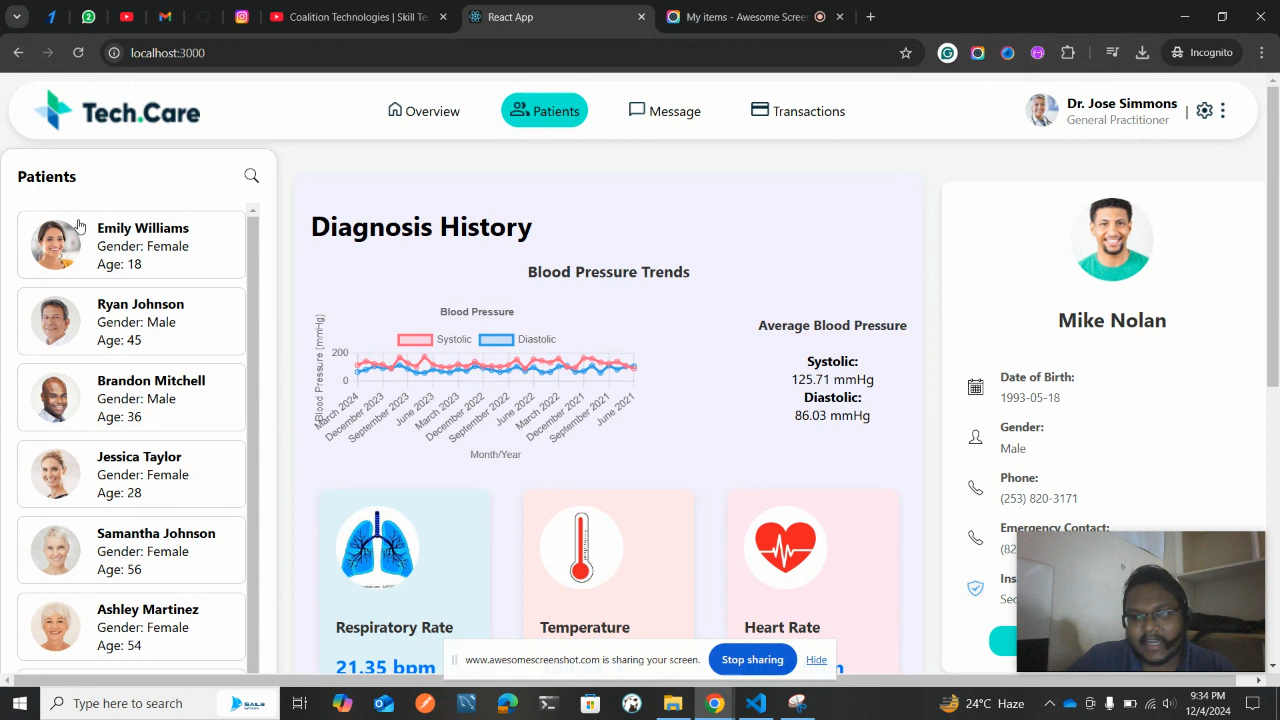 2
Coalition Technologies | Skill Te
React App
My items - Awesome Scree
localhost:3000
Incognito
Tech.Care
Overview
Patients
Message
Transactions
Dr. Jose Simmons
General Practitioner
|
Patients
Emily Williams
Gender: Female
Age: 18
Ryan Johnson
Gender: Male
Age: 45
Brandon Mitchell
Gender: Male
Age: 36
Jessica Taylor
Gender: Female
Age: 28
Samantha Johnson
Gender: Female
Age: 56
Ashley Martinez
Gender: Female
Age: 54
Diagnosis History
Blood Pressure Trends
Blood Pressure
Systolic
Diastolic
Blood Pressure (mmHg)
200
0
March 2024
December 2023
September 2023
June 2023
March 2023
December 2022
September 2022
June 2022
March 2022
December 2021
September 2021
June 2021
Month/Year
Average Blood Pressure
Systolic:
125.71 mmHg
Diastolic:
86.03 mmHg
Respiratory Rate
21.35 bpm
Temperature
Heart Rate
Mike Nolan
Date of Birth:
1993-05-18
Gender:
Male
Phone:
(253) 820-3171
Emergency Contact:
(82
Ins
www.awesomescreenshot.com is sharing your screen.
Stop sharing
Hide
Type here to search
24°C Haze
9:34 PM
12/4/2024